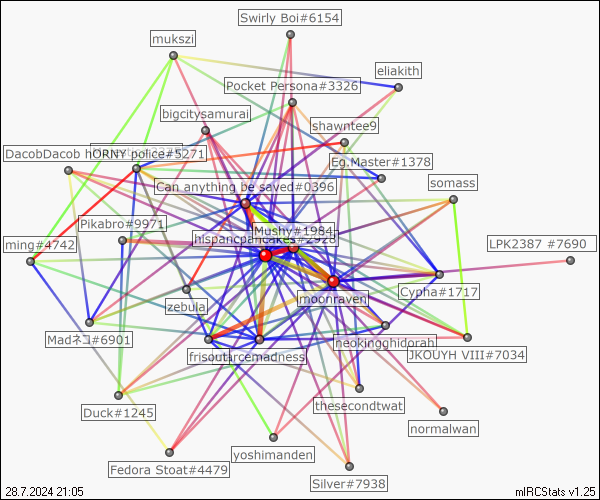 Swirly Boi#6154
mukszi
eliakith
Pocket Persona#3326
bigcitysamurai
shawntee9
DacobDacob
HORNY police#5271
Eg.Master#1378
Can anything be saved#0396
somass
Pikabro#9971
Mushy#1984
hispanicpancakes#2928
ming#4742
LPK2387 #7690
Cypha#1717
zebula
moonraven
Madネコ#6901
neokingghidorah
frisoutarcemadness
JKOUYH VIII#7034
Duck#1245
thesecondtwat
normalwan
yoshimanden
Fedora Stoat#4479
Silver#7938
28.7.2024 21:05
mIRCStats v1.25